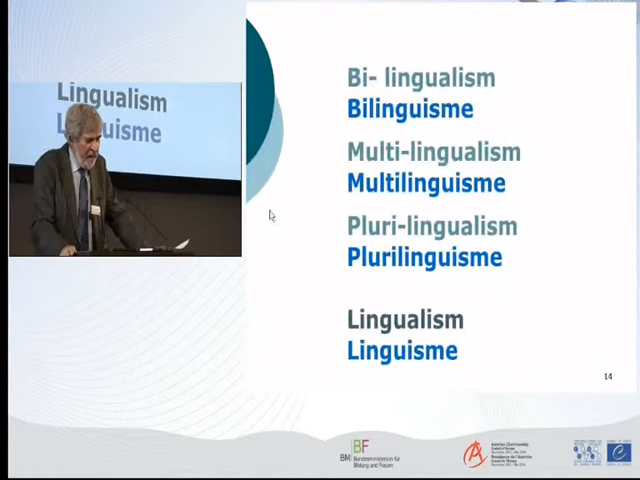 Lingualism
Bi- lingualism
Bilinguisme
Multi-lingualism
Multilinguisme
Pluri-lingualism
Plurilinguisme
Lingualism
Linguisme
14
BF
BM
Bundesministerium für
Bildung und Frauen